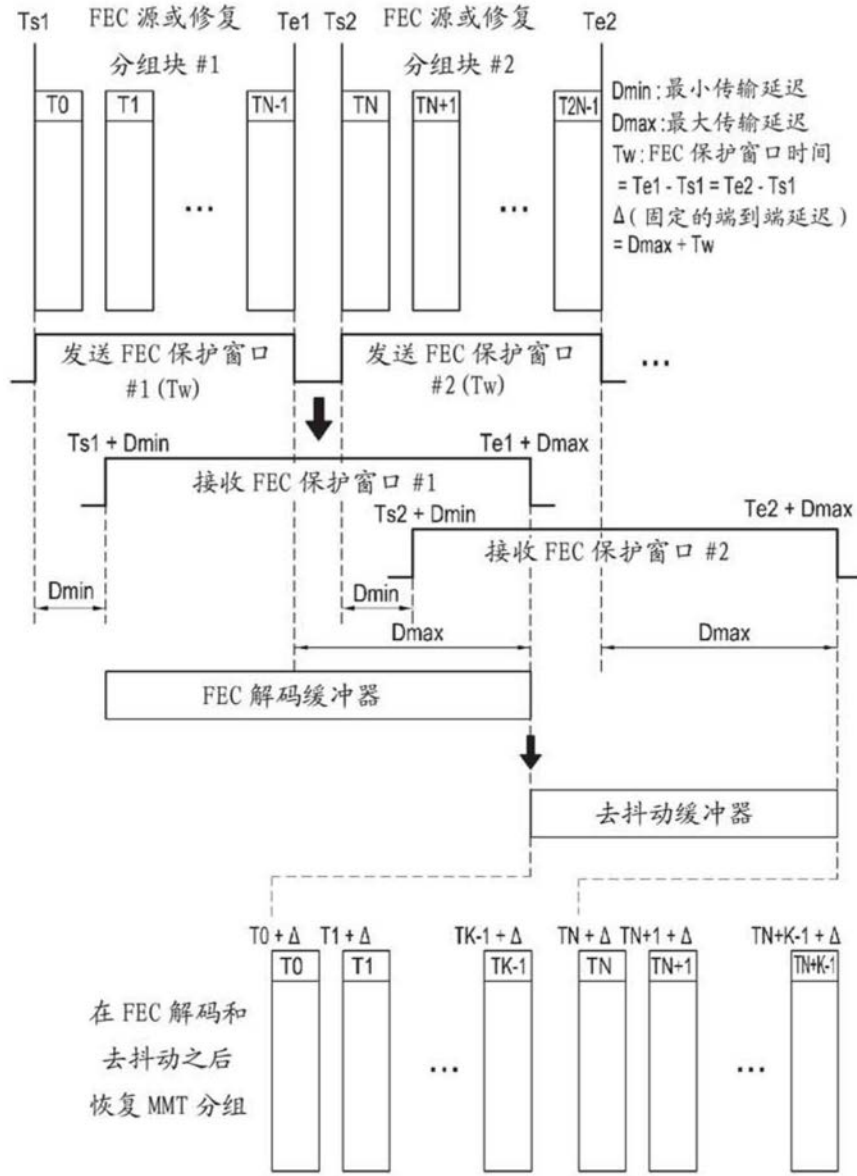 Ts1 FEC 源或修复 Te1 Ts2 FEC 源或修复 Te2
分组块 #1 分组块 #2
T0 T1 TN-1 TN TN+1 T2N-1
Dmin : 最小传输延迟
Dmax : 最大传输延迟
Tw : FEC 保护窗口时间
= Te1 - Ts1 = Te2 - Ts1
Δ ( 固定的端到端延迟 )
= Dmax + Tw
... ...
发送 FEC 保护窗口 发送 FEC 保护窗口 ...
#1 (Tw) #2 (Tw)
Ts1 + Dmin Te1 + Dmax
接收 FEC 保护窗口 #1
Ts2 + Dmin Te2 + Dmax
接收 FEC 保护窗口 #2
Dmin Dmin
Dmax Dmax
FEC 解码缓冲器
去抖动缓冲器
T0 + Δ T1 + Δ TK-1 + Δ TN + Δ TN+1 + Δ TN+K-1 + Δ
T0 T1 TK-1 TN TN+1 TN+K-1
在 FEC 解码和
去抖动之后
恢复 MMT 分组
... ...